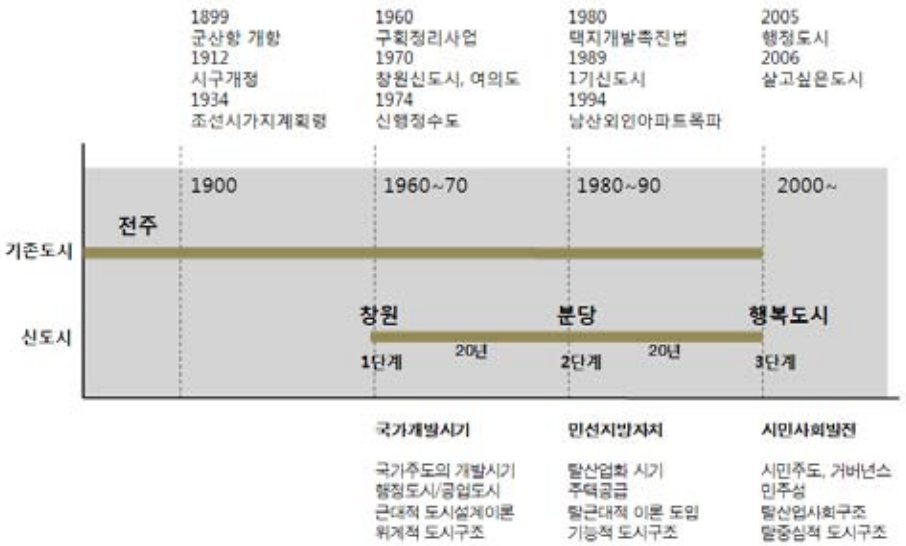 1899
군산항 개항
1912
시구개정
1934
조선시가지계획령
1960
구획정리사업
1970
창원신도시, 여의도
1974
신행정수도
1980
택지개발촉진법
1989
1기신도시
1994
남산외인아파트폭파
2005
행정도시
2006
살고싶은도시
1900
1960~70
1980~90
2000~
전주
기존도시
창원
분당
행복도시
신도시
20년
20년
1단계
2단계
3단계
국가개발시기
국가주도의 개발시기
행정도시/공업도시
근대적 도시설계이론
위계적 도시구조
민선지방자치
탈산업화 시기
주택공급
탈근대적 이론 도입
기능적 도시구조
시민사회발전
시민주도, 거버넌스
민주성
탈산업사회구조
탈중심적 도시구조